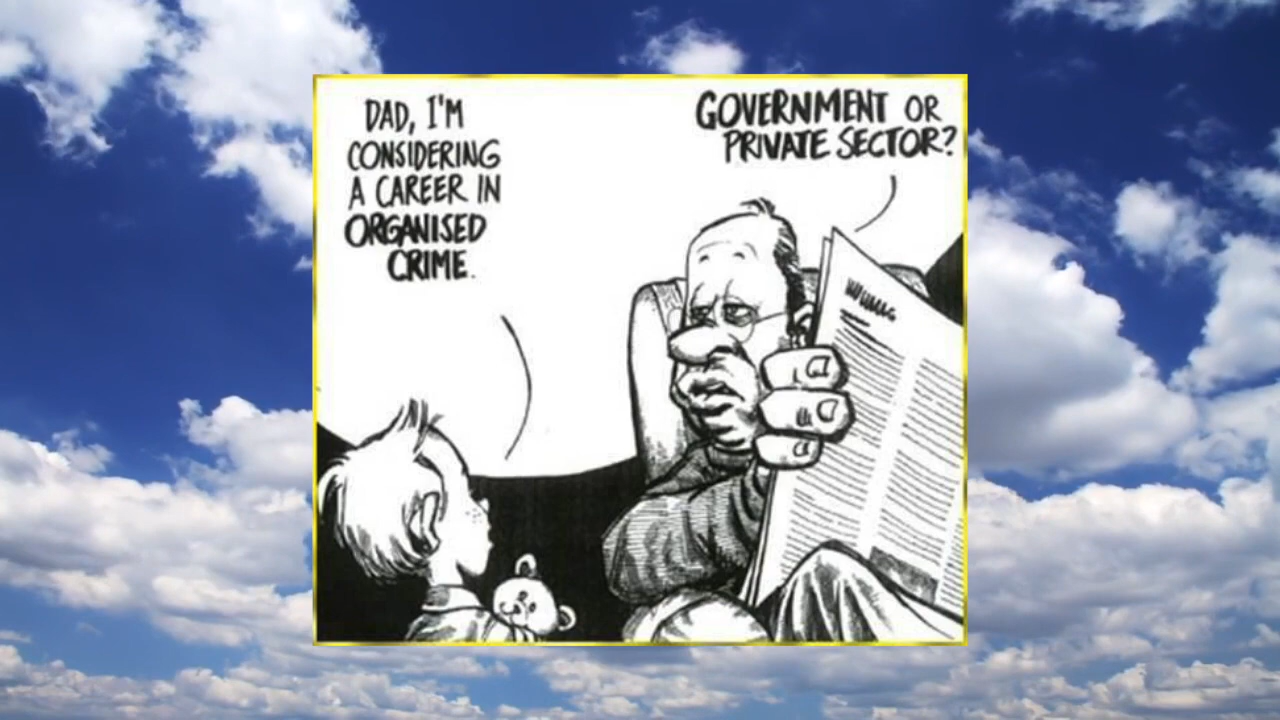 DAD, I'M
CONSIDERING
A CAREER IN
ORGANISED
CRIME.
GOVERNMENT OR
PRIVATE SECTOR?